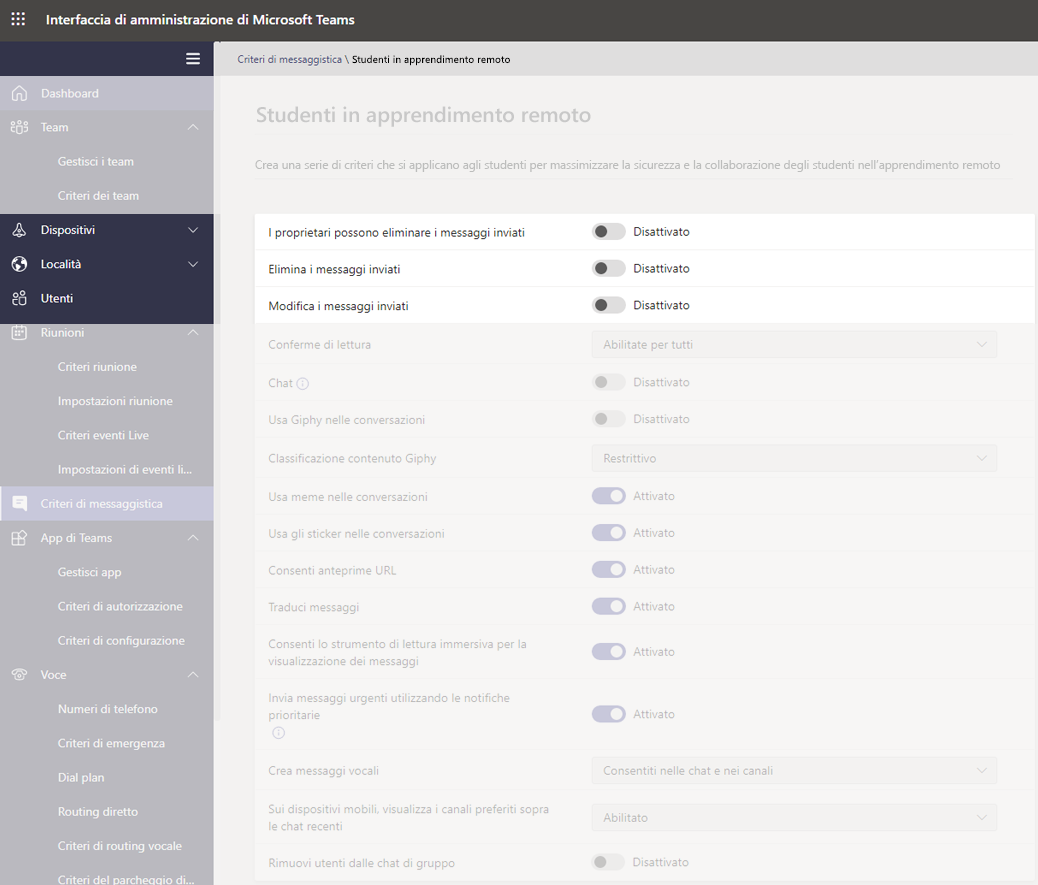 Interfaccia di amministrazione di Microsoft Teams
Criteri di messaggistica \ Studenti in apprendimento remoto
Dashboard
Team
Gestisci i team
Criteri dei team
Dispositivi
Località
Utenti
Riunioni
Criteri riunione
Impostazioni riunione
Criteri eventi Live
Impostazioni di eventi li...
Criteri di messaggistica
App di Teams
Gestisci app
Criteri di autorizzazione
Criteri di configurazione
Voce
Numeri di telefono
Criteri di emergenza
Dial plan
Routing diretto
Criteri di routing vocale
Criteri del parcheggio di...
Studenti in apprendimento remoto
Crea una serie di criteri che si applicano agli studenti per massimizzare la sicurezza e la collaborazione degli studenti nell'apprendimento remoto
I proprietari possono eliminare i messaggi inviati Disattivato
Elimina i messaggi inviati Disattivato
Modifica i messaggi inviati Disattivato
Conferme di lettura Abilitate per tutti
Chat Disattivato
Usa Giphy nelle conversazioni Disattivato
Classificazione contenuto Giphy Restrittivo
Usa meme nelle conversazioni Attivato
Usa gli sticker nelle conversazioni Attivato
Consenti anteprime URL Attivato
Traduci messaggi Attivato
Consenti lo strumento di lettura immersiva per la
visualizzazione dei messaggi Attivato
Invia messaggi urgenti utilizzando le notifiche
prioritarie Attivato
Crea messaggi vocali Consentiti nelle chat e nei canali
Sui dispositivi mobili, visualizza i canali preferiti sopra
le chat recenti Abilitato
Rimuovi utenti dalle chat di gruppo Disattivato